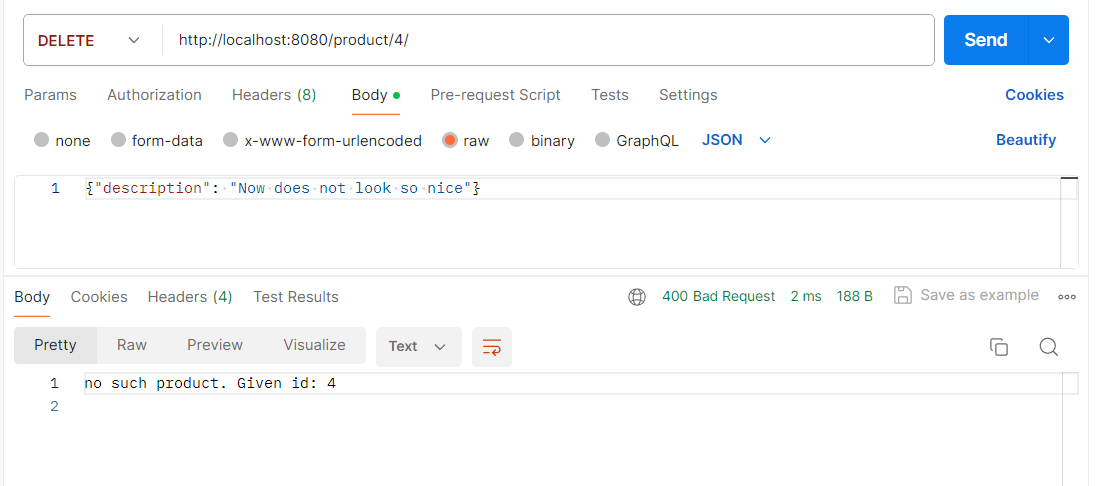 DELETE http://localhost:8080/product/4/ Send
Params Authorization Headers (8) Body Pre-request Script Tests Settings Cookies
none form-data x-www-form-urlencoded raw binary GraphQL JSON Beautify
1 {"description": "Now does not look so nice"}
Body Cookies Headers (4) Test Results 400 Bad Request 2 ms 188 B Save as example
Pretty Raw Preview Visualize Text
1 no such product. Given id: 4
2